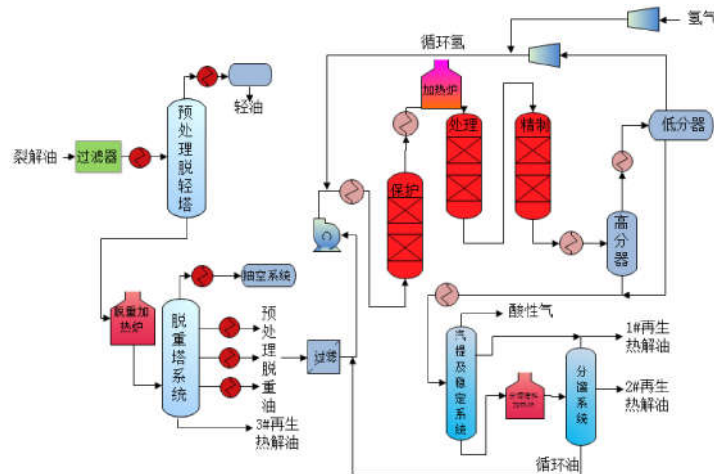 氢气
循环氢
加热炉
轻油
处理
精制
低分器
预处理脱轻塔
裂解油
过滤器
保护
高分器
抽空系统
脱重加
热炉
脱重塔系统
预处理脱重油
过滤
酸性气
汽提及稳定系统
分馏系统
1#再生
热解油
2#再生
热解油
3#再生
热解油
循环油